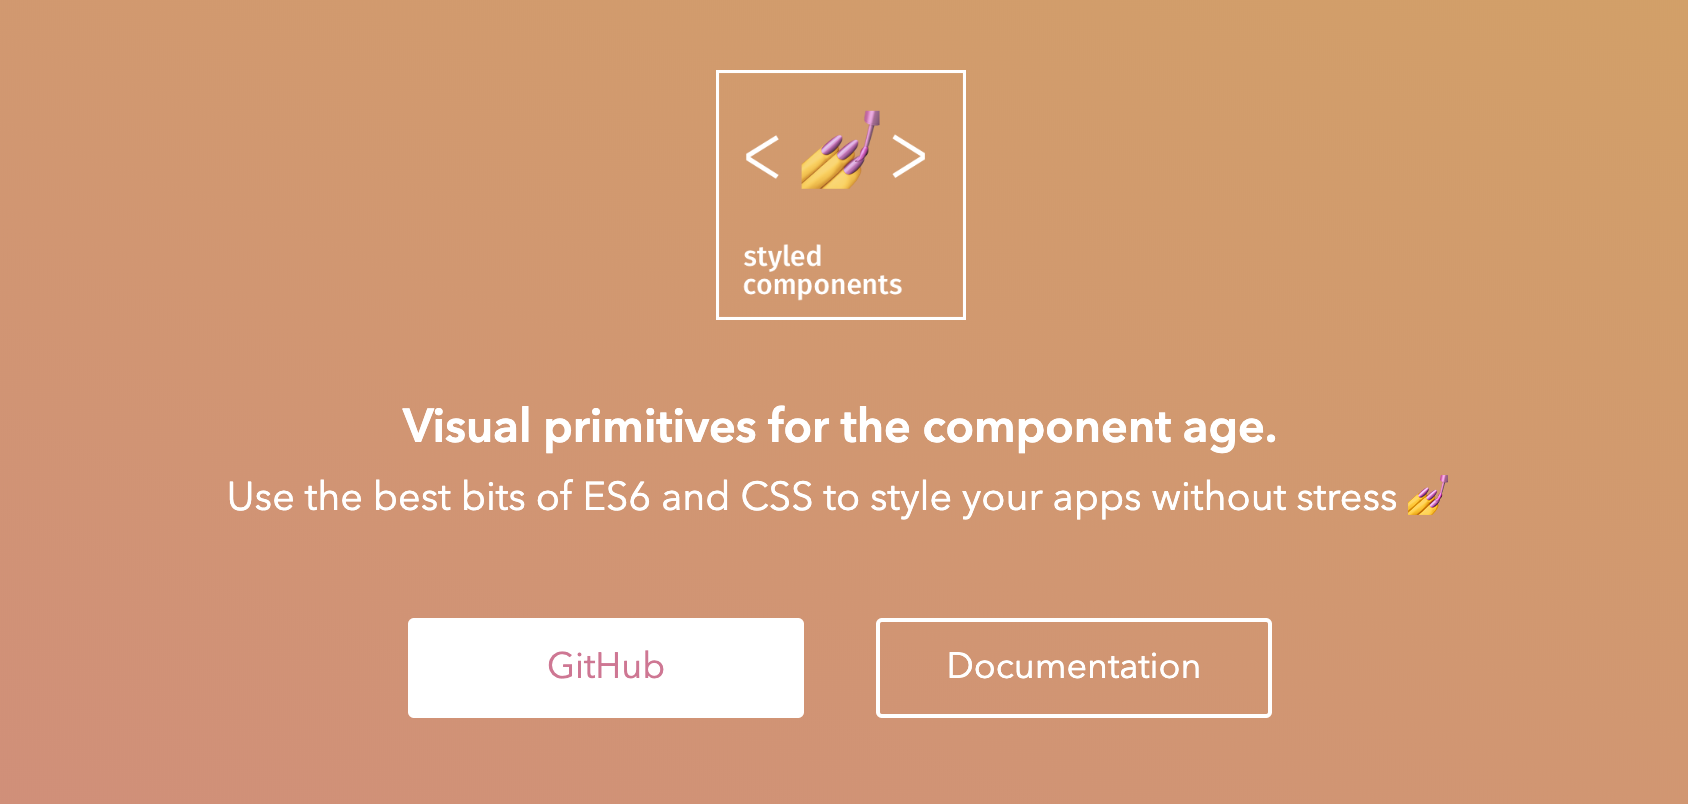 < 💅 >
styled
components
Visual primitives for the component age.
Use the best bits of ES6 and CSS to style your apps without stress 💅
GitHub
Documentation